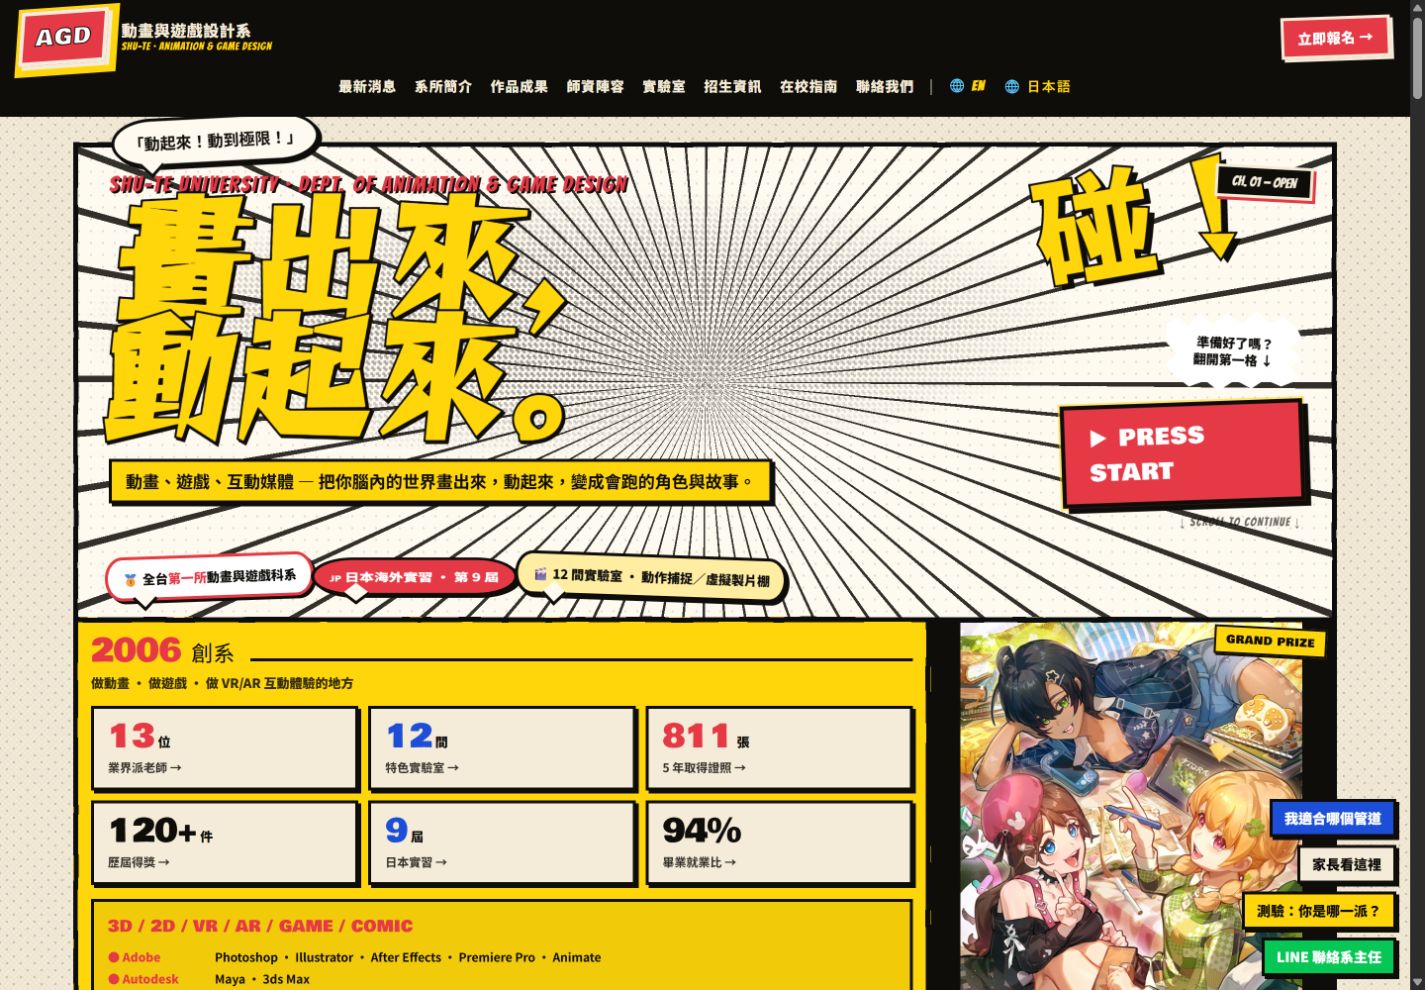 AGD
動畫與遊戲設計系
SHU-TE · ANIMATION & GAME DESIGN
立即報名 →
最新消息 系所簡介 作品成果 師資陣容 實驗室 招生資訊 在校指南 聯絡我們 | 🌐 EN 🌐 日本語
「動起來！動到極限！」
SHU-TE UNIVERSITY · DEPT. OF ANIMATION & GAME DESIGN
畫出來，
動起來。
碰！
CH. 01 — OPEN
準備好了嗎？
翻開第一格 ↓
▶ PRESS
START
↓ SCROLL TO CONTINUE ↓
動畫、遊戲、互動媒體 — 把你腦內的世界畫出來，動起來，變成會跑的角色與故事。
🏅 全台第一所動畫與遊戲科系
JP 日本海外實習 · 第 9 屆
🎬 12 間實驗室 · 動作捕捉／虛擬製片棚
2006 創系
做動畫 · 做遊戲 · 做 VR/AR 互動體驗的地方
13 位
業界派老師 →
12 間
特色實驗室 →
811 張
5 年取得證照 →
120+ 件
歷屆得獎 →
9 屆
日本實習 →
94%
畢業就業比 →
3D / 2D / VR / AR / GAME / COMIC
● Adobe Photoshop · Illustrator · After Effects · Premiere Pro · Animate
● Autodesk Maya · 3ds Max
GRAND PRIZE
我適合哪個管道
家長看這裡
測驗：你是哪一派？
LINE 聯絡系主任